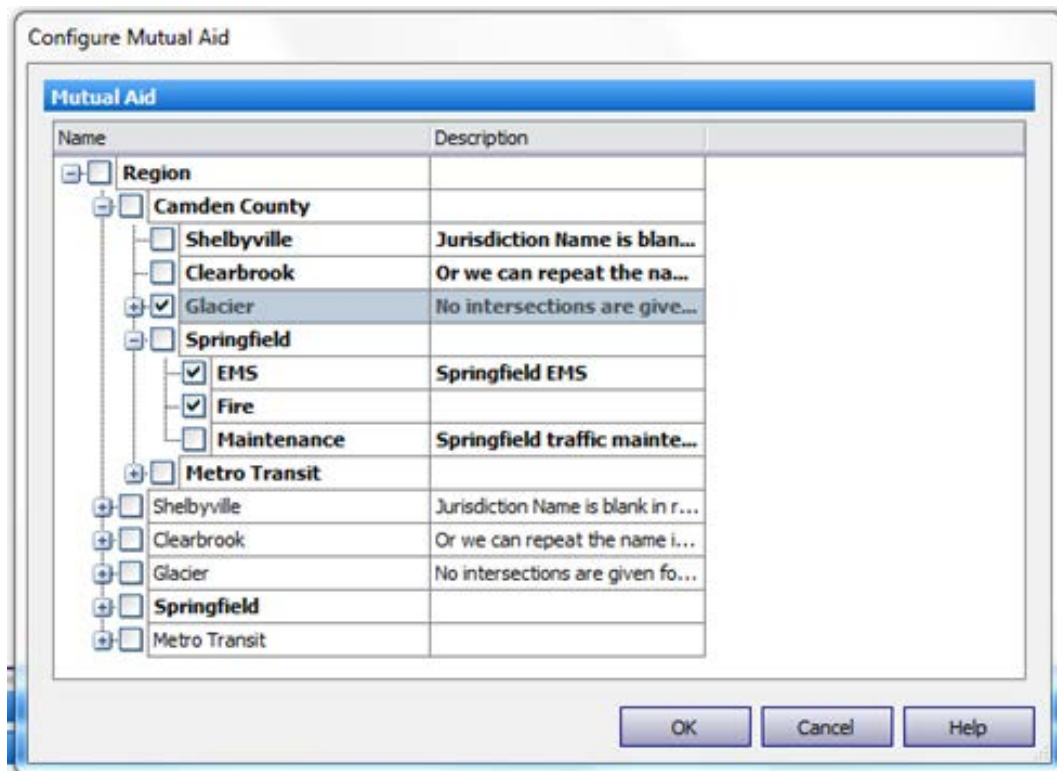 Configure Mutual Aid
Mutual Aid
Name Description
Region
Camden County
Shelbyville Jurisdiction Name is blan...
Clearbrook Or we can repeat the na...
Glacier No intersections are give...
Springfield
EMS Springfield EMS
Fire
Maintenance Springfield traffic mainte...
Metro Transit
Shelbyville Jurisdiction Name is blank in r...
Clearbrook Or we can repeat the name i...
Glacier No intersections are given fo...
Springfield
Metro Transit
OK Cancel Help